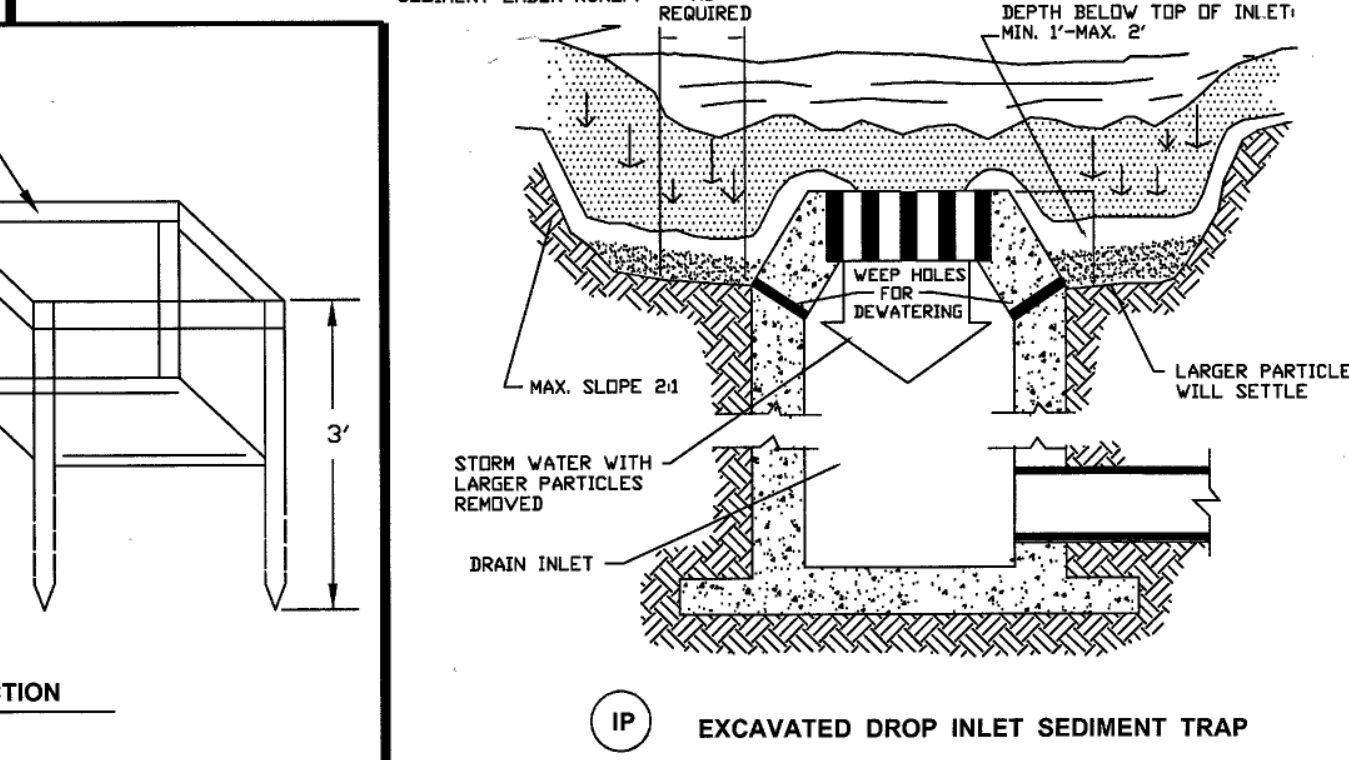 REQUIRED
DEPTH BELOW TOP OF INLET:
MIN. 1'-MAX. 2'
WEEP HOLES
FOR
DEWATERING
MAX. SLOPE 2:1
LARGER PARTICLE
WILL SETTLE
3'
STORM WATER WITH
LARGER PARTICLES
REMOVED
DRAIN INLET
CTION
IP EXCAVATED DROP INLET SEDIMENT TRAP